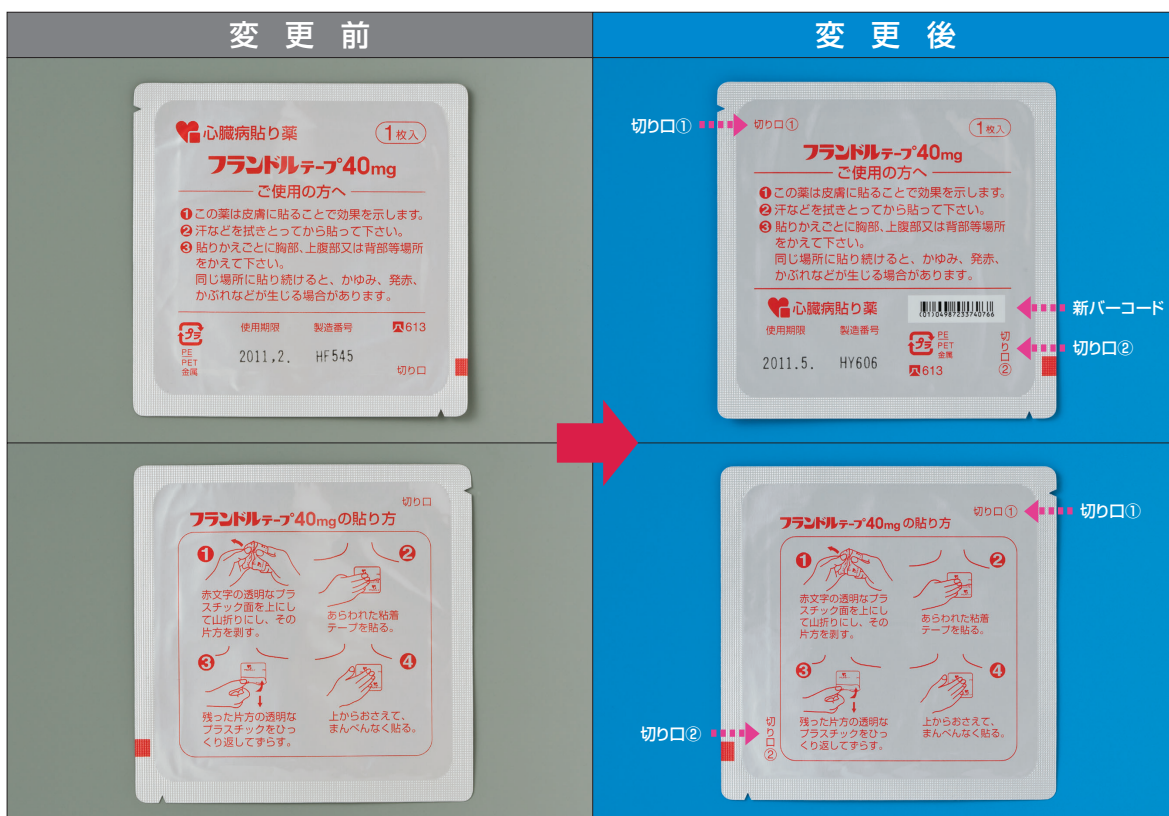 変更前
変更後
心臓病貼り薬
1枚入
フランドルテープ40mg
ご使用の方へ
❶この薬は皮膚に貼ることで効果を示します。
❷汗などを拭きとってから貼って下さい。
❸貼りかえごとに胸部、上腹部又は背部等場所
をかえて下さい。
同じ場所に貼り続けると、かゆみ、発赤、
かぶれなどが生じる場合があります。
プラ
PE
PET
金属
使用期限
製造番号
613
2011,2.
HF545
切り口
切り口①
切り口①
1枚入
フランドルテープ40mg
ご使用の方へ
❶この薬は皮膚に貼ることで効果を示します。
❷汗などを拭きとってから貼って下さい。
❸貼りかえごとに胸部、上腹部又は背部等場所
をかえて下さい。
同じ場所に貼り続けると、かゆみ、発赤、
かぶれなどが生じる場合があります。
心臓病貼り薬
(01)04987233740766
新バーコード
使用期限
製造番号
プラ
PE
PET
金属
切り口②
切り口②
2011.5.
HY606
613
切り口
フランドルテープ40mgの貼り方
❶
赤文字の透明なプラ
スチック面を上にし
て山折りにし、その
片方を剥す。
❷
あらわれた粘着
テープを貼る。
❸
残った片方の透明な
プラスチックをひっ
くり返してずらす。
❹
上からおさえて、
まんべんなく貼る。
切り口①
切り口①
フランドルテープ40mgの貼り方
❶
赤文字の透明なプラ
スチック面を上にし
て山折りにし、その
片方を剥す。
❷
あらわれた粘着
テープを貼る。
❸
残った片方の透明な
プラスチックをひっ
くり返してずらす。
❹
上からおさえて、
まんべんなく貼る。
切り口②
切り口②